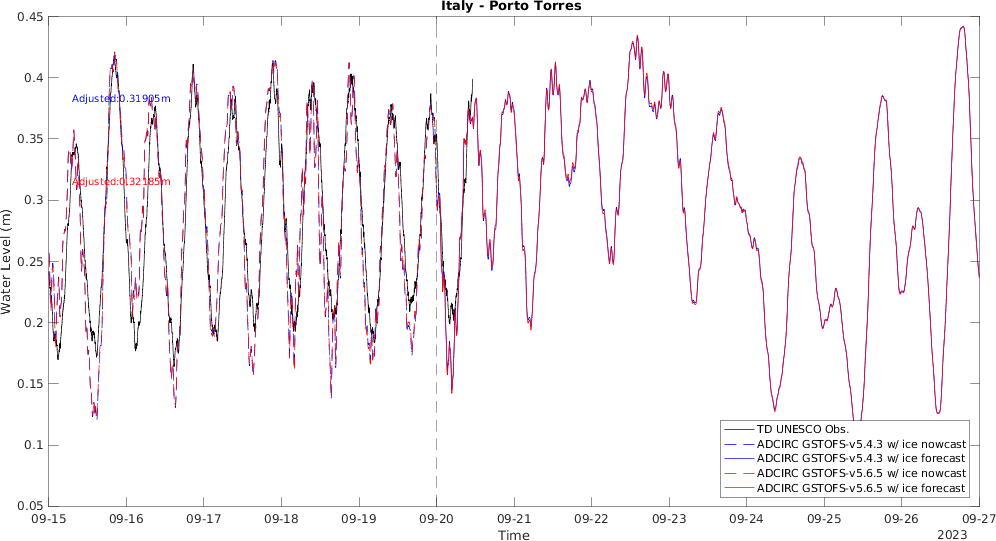 Italy - Porto Torres
Water Level (m)
0.45
0.4
0.35
0.3
0.25
0.2
0.15
0.1
0.05
Adjusted:0.31905m
Adjusted:0.32185m
TD UNESCO Obs.
ADCIRC GSTOFS-v5.4.3 w/ ice nowcast
ADCIRC GSTOFS-v5.4.3 w/ ice forecast
ADCIRC GSTOFS-v5.6.5 w/ ice nowcast
ADCIRC GSTOFS-v5.6.5 w/ ice forecast
09-15 09-16 09-17 09-18 09-19 09-20 09-21 09-22 09-23 09-24 09-25 09-26 09-27
Time
2023